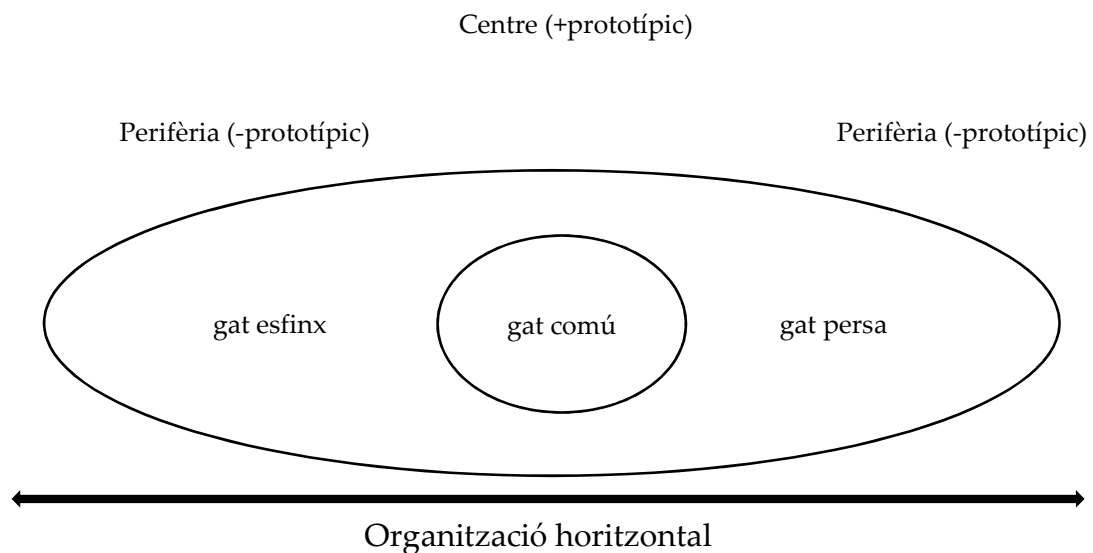 Centre (+prototípic)
Perifèria (-prototípic)
Perifèria (-prototípic)
gat esfinx
gat comú
gat persa
Organització horitzontal